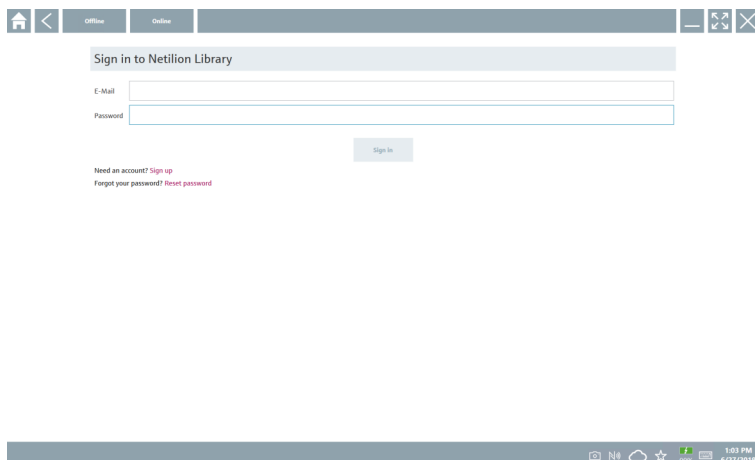 Offline
Online
Sign in to Netilion Library
E-Mail
Password
Sign in
Need an account? Sign up
Forgot your password? Reset password
1:03 PM